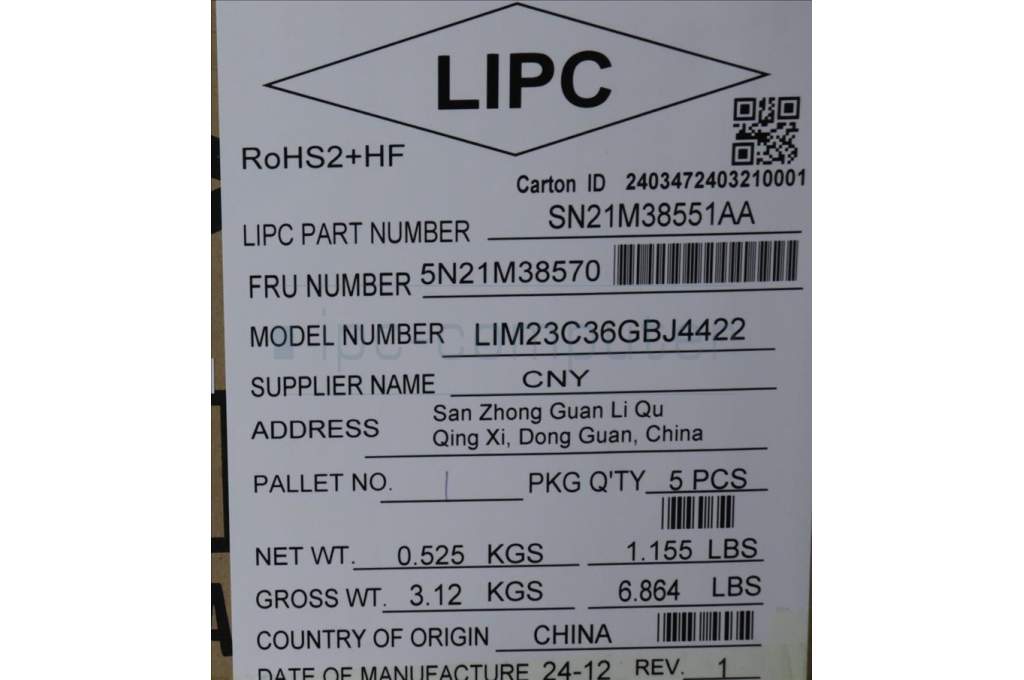 LIPC
RoHS2+HF
Carton ID 2403472403210001
LIPC PART NUMBER SN21M38551AA
FRU NUMBER 5N21M38570
MODEL NUMBER LIM23C36GBJ4422
ipc computer
SUPPLIER NAME CNY
ADDRESS San Zhong Guan Li Qu
Qing Xi, Dong Guan, China
PALLET NO. 1 PKG Q'TY 5 PCS
NET WT. 0.525 KGS 1.155 LBS
GROSS WT. 3.12 KGS 6.864 LBS
COUNTRY OF ORIGIN CHINA
DATE OF MANUFACTURE 24-12 REV. 1